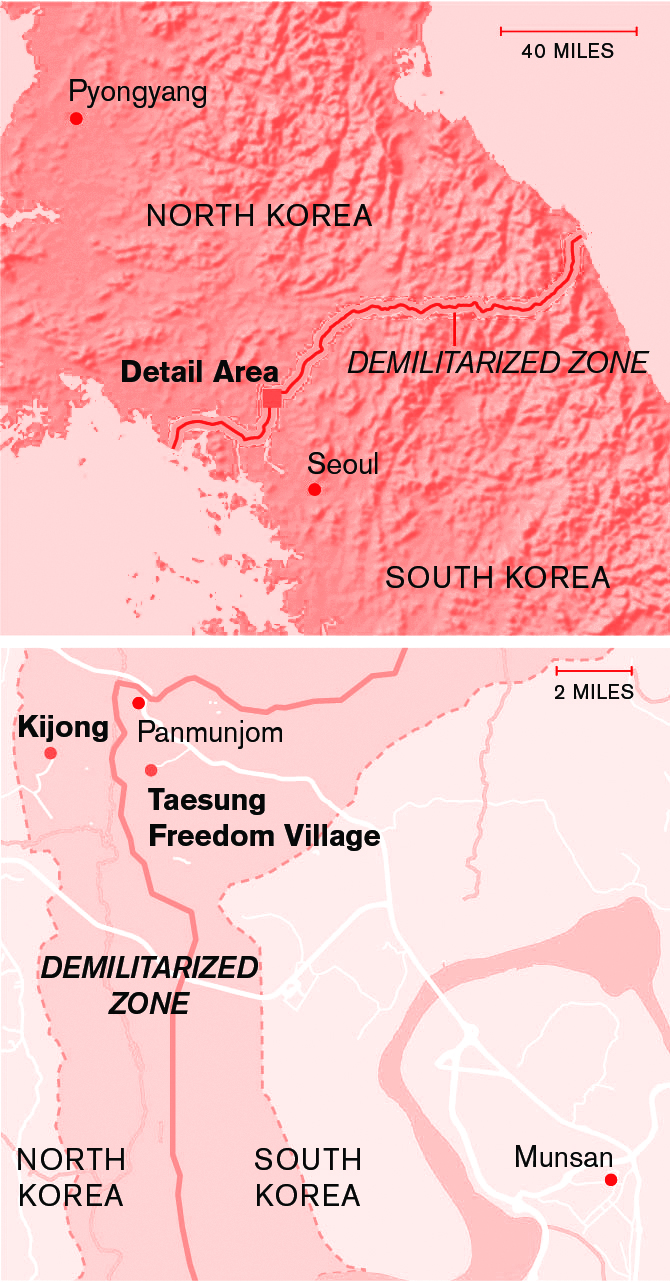 40 MILES
Pyongyang
NORTH KOREA
DEMILITARIZED ZONE
Detail Area
Seoul
SOUTH KOREA
2 MILES
Kijong
Panmunjom
Taesung
Freedom Village
DEMILITARIZED
ZONE
NORTH
KOREA
SOUTH
KOREA
Munsan